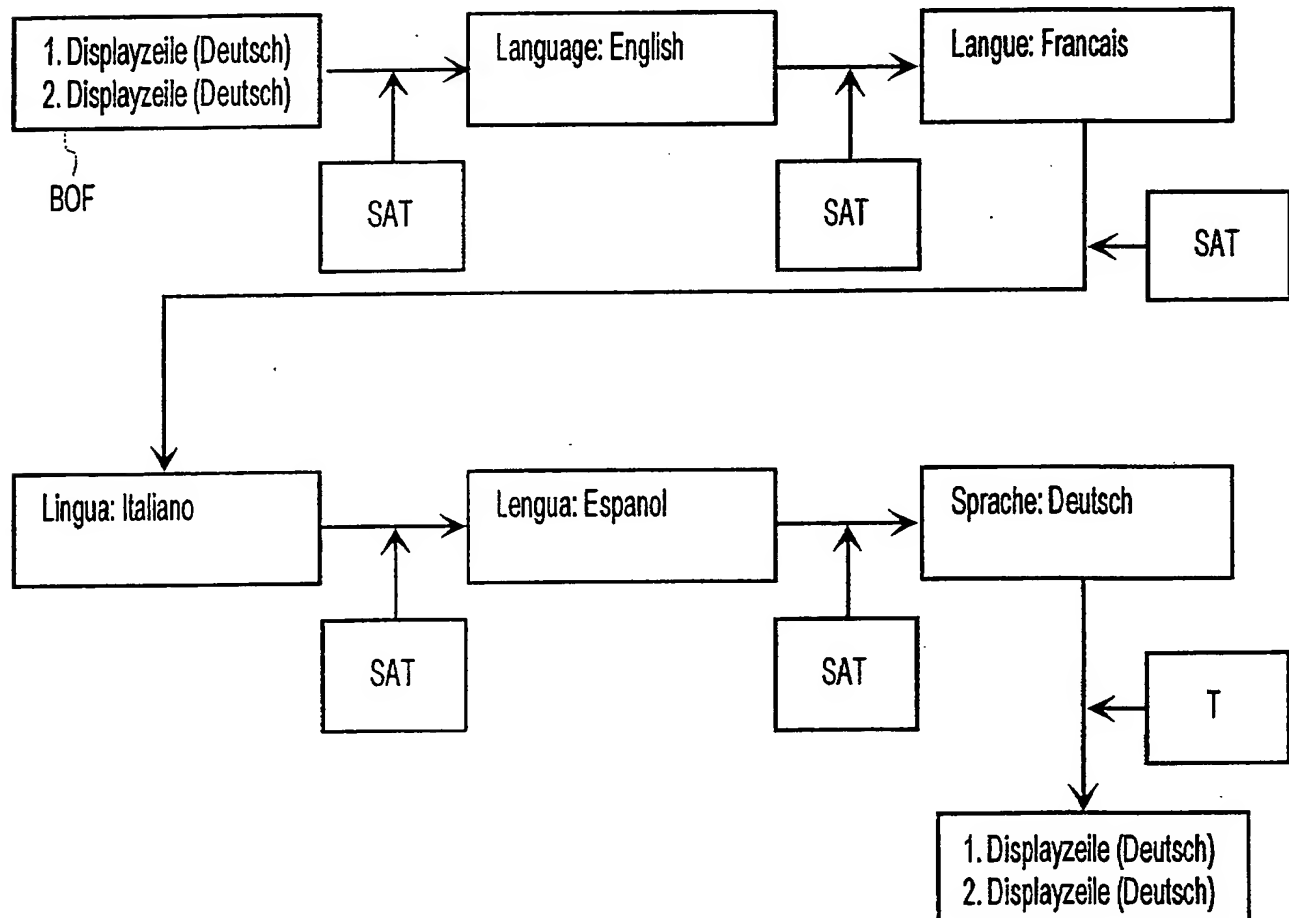 1. Displayzeile (Deutsch)
2. Displayzeile (Deutsch)
BOF
SAT
Language: English
SAT
Langue: Francais
SAT
Lingua: Italiano
SAT
Lengua: Espanol
SAT
Sprache: Deutsch
T
1. Displayzeile (Deutsch)
2. Displayzeile (Deutsch)